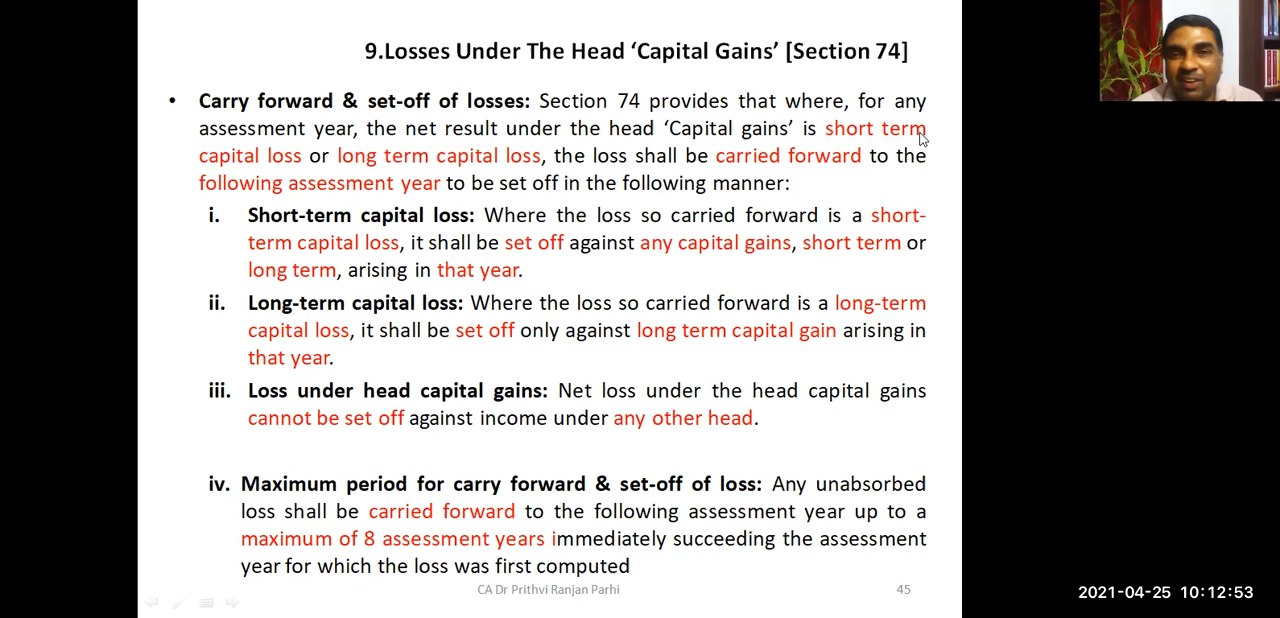 9.Losses Under The Head ‘Capital Gains’ [Section 74]
• Carry forward & set-off of losses: Section 74 provides that where, for any
assessment year, the net result under the head ‘Capital gains’ is short term
capital loss or long term capital loss, the loss shall be carried forward to the
following assessment year to be set off in the following manner:
i. Short-term capital loss: Where the loss so carried forward is a short-
term capital loss, it shall be set off against any capital gains, short term or
long term, arising in that year.
ii. Long-term capital loss: Where the loss so carried forward is a long-term
capital loss, it shall be set off only against long term capital gain arising in
that year.
iii. Loss under head capital gains: Net loss under the head capital gains
cannot be set off against income under any other head.
iv. Maximum period for carry forward & set-off of loss: Any unabsorbed
loss shall be carried forward to the following assessment year up to a
maximum of 8 assessment years immediately succeeding the assessment
year for which the loss was first computed
CA Dr Prithvi Ranjan Parhi
45
2021-04-25 10:12:53